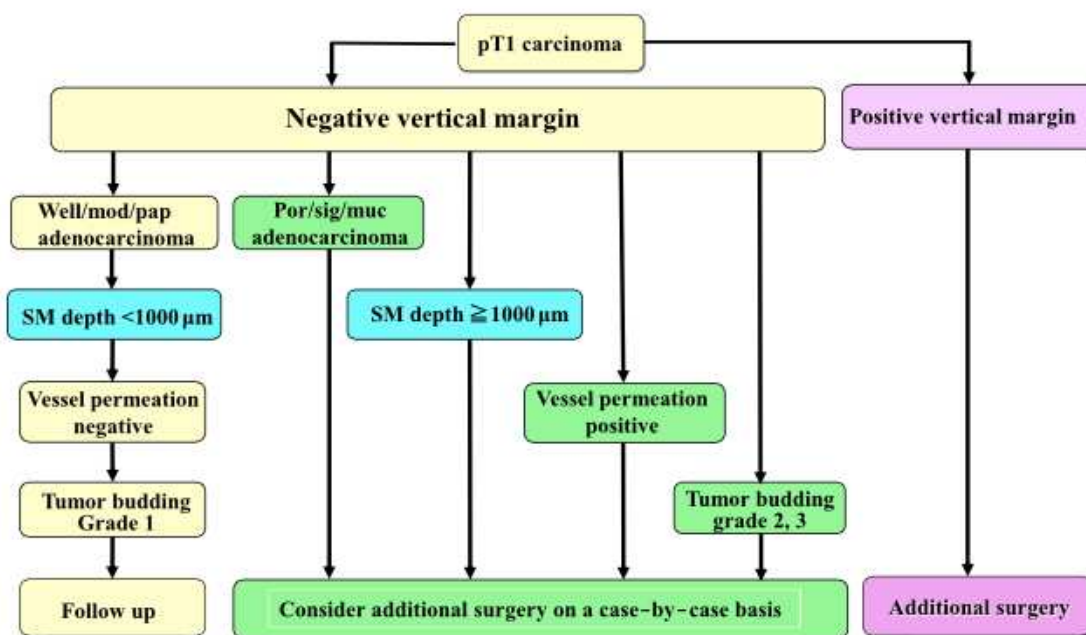 pT1 carcinoma
Negative vertical margin
Positive vertical margin
Well/mod/pap
adenocarcinoma
Por/sig/muc
adenocarcinoma
SM depth <1000 μm
SM depth ≧ 1000 μm
Vessel permeation
negative
Vessel permeation
positive
Tumor budding
Grade 1
Tumor budding
grade 2, 3
Follow up
Consider additional surgery on a case-by-case basis
Additional surgery